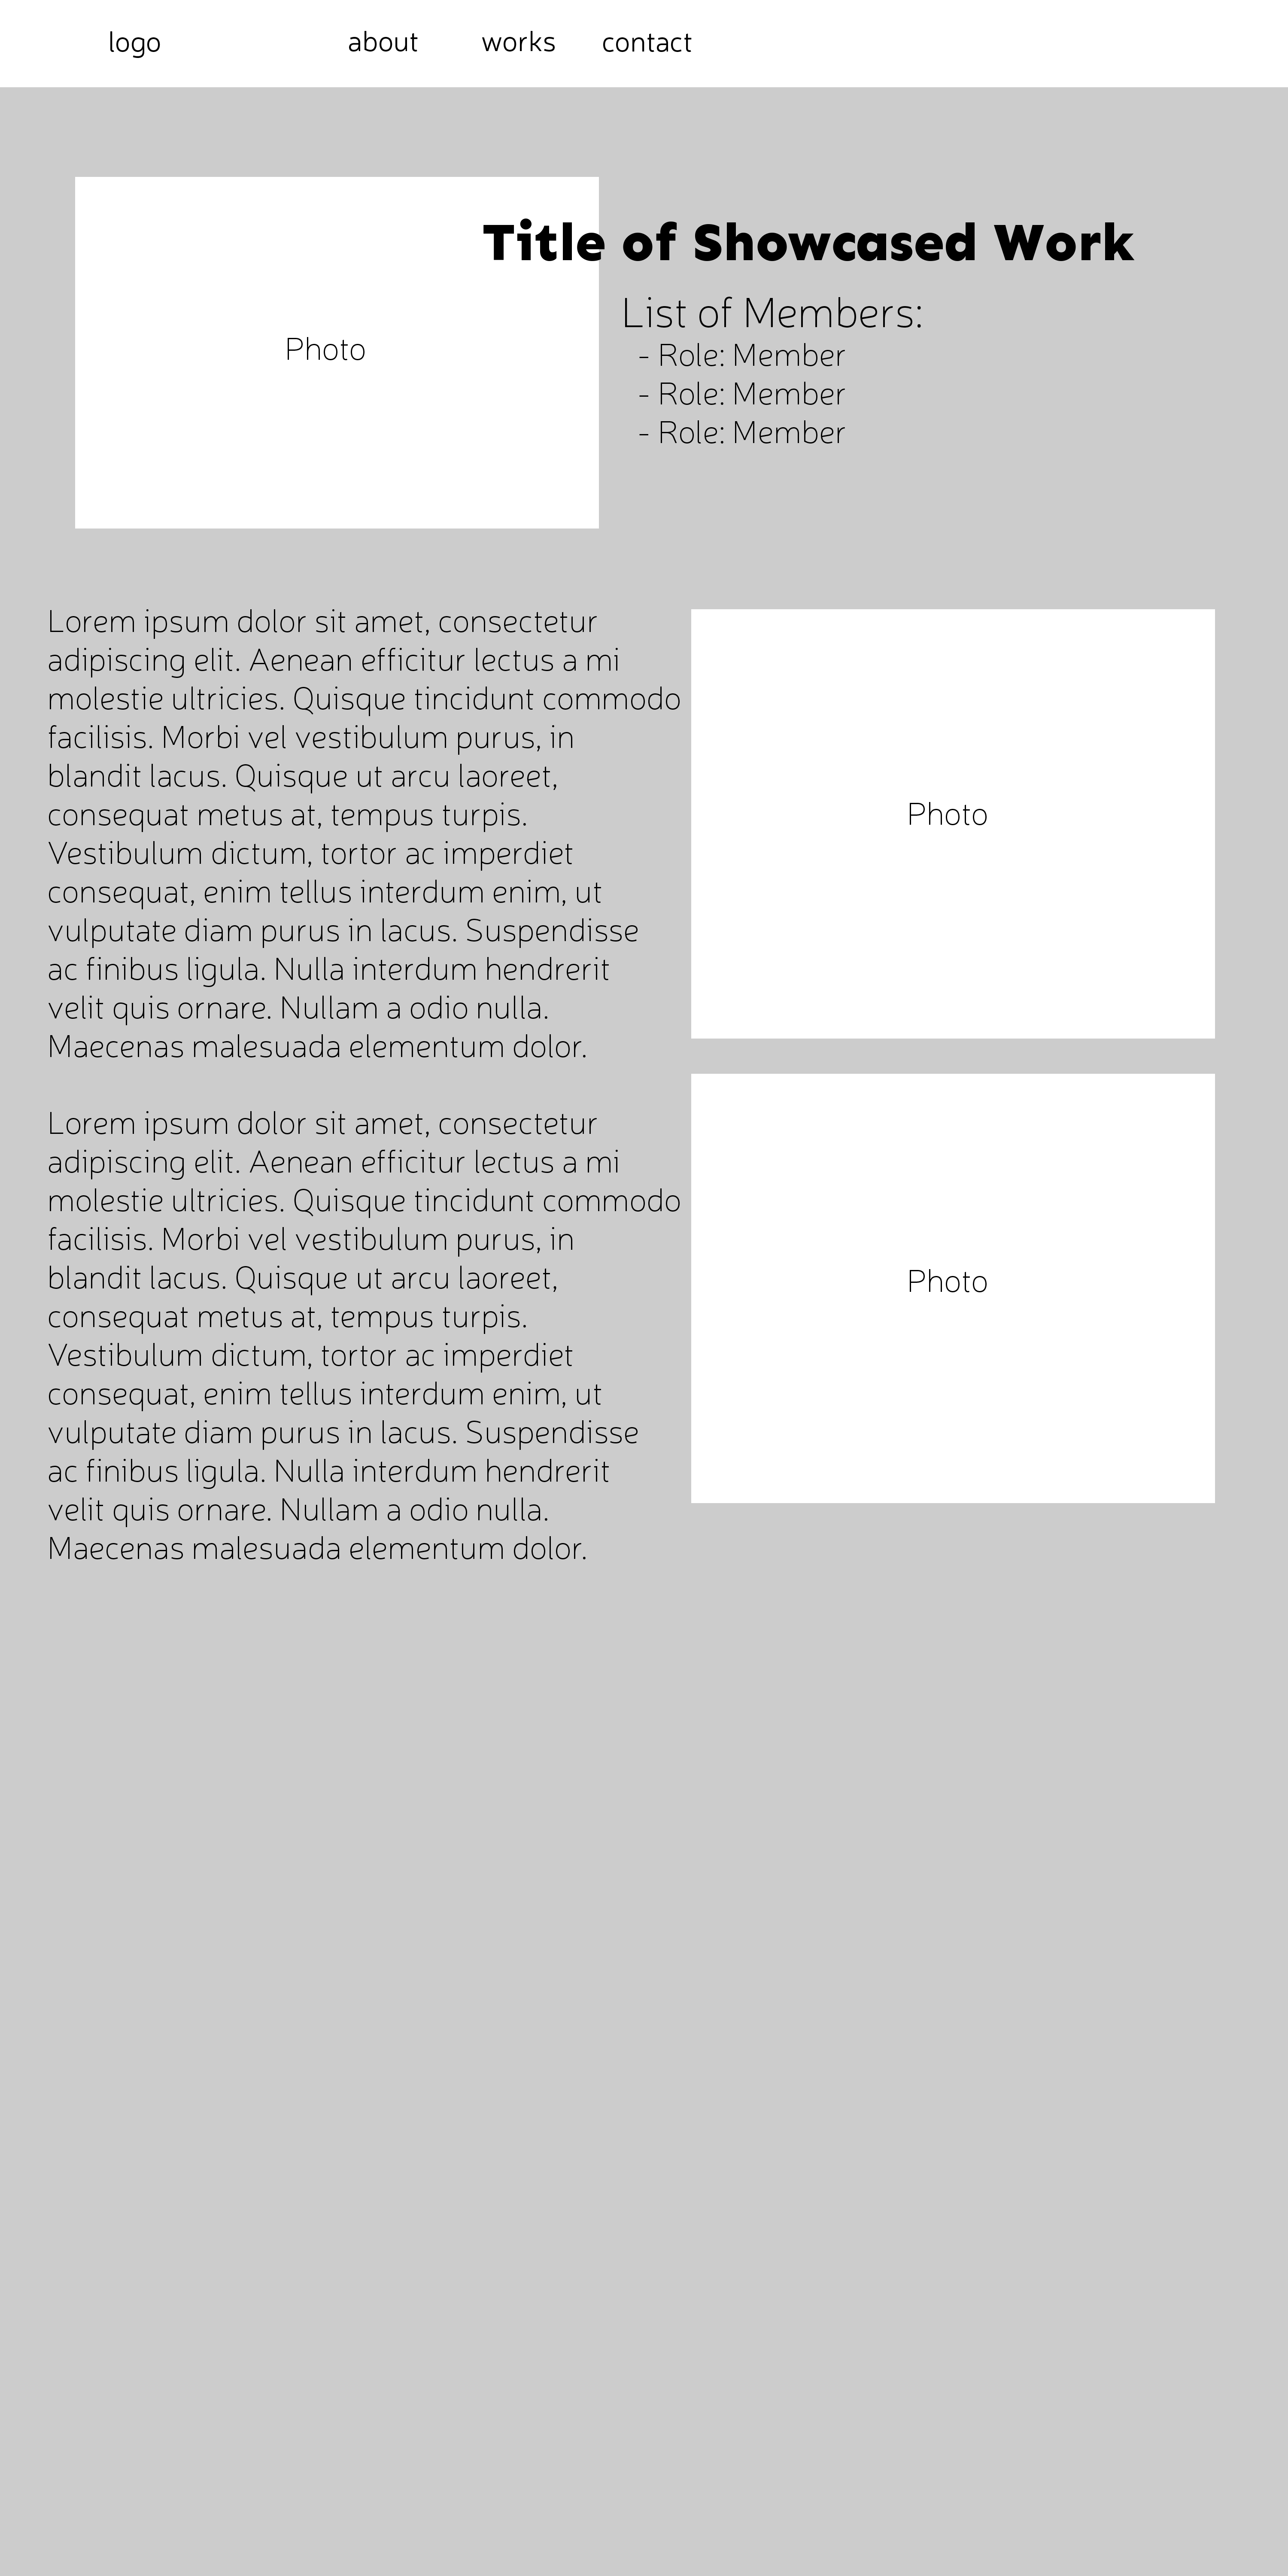 logo about works contact
Title of Showcased Work
List of Members:
- Role: Member
- Role: Member
- Role: Member
Photo
Lorem ipsum dolor sit amet, consectetur
adipiscing elit. Aenean efficitur lectus a mi
molestie ultricies. Quisque tincidunt commodo
facilisis. Morbi vel vestibulum purus, in
blandit lacus. Quisque ut arcu laoreet,
consequat metus at, tempus turpis.
Vestibulum dictum, tortor ac imperdiet
consequat, enim tellus interdum enim, ut
vulputate diam purus in lacus. Suspendisse
ac finibus ligula. Nulla interdum hendrerit
velit quis ornare. Nullam a odio nulla.
Maecenas malesuada elementum dolor.
Photo
Lorem ipsum dolor sit amet, consectetur
adipiscing elit. Aenean efficitur lectus a mi
molestie ultricies. Quisque tincidunt commodo
facilisis. Morbi vel vestibulum purus, in
blandit lacus. Quisque ut arcu laoreet,
consequat metus at, tempus turpis.
Vestibulum dictum, tortor ac imperdiet
consequat, enim tellus interdum enim, ut
vulputate diam purus in lacus. Suspendisse
ac finibus ligula. Nulla interdum hendrerit
velit quis ornare. Nullam a odio nulla.
Maecenas malesuada elementum dolor.
Photo